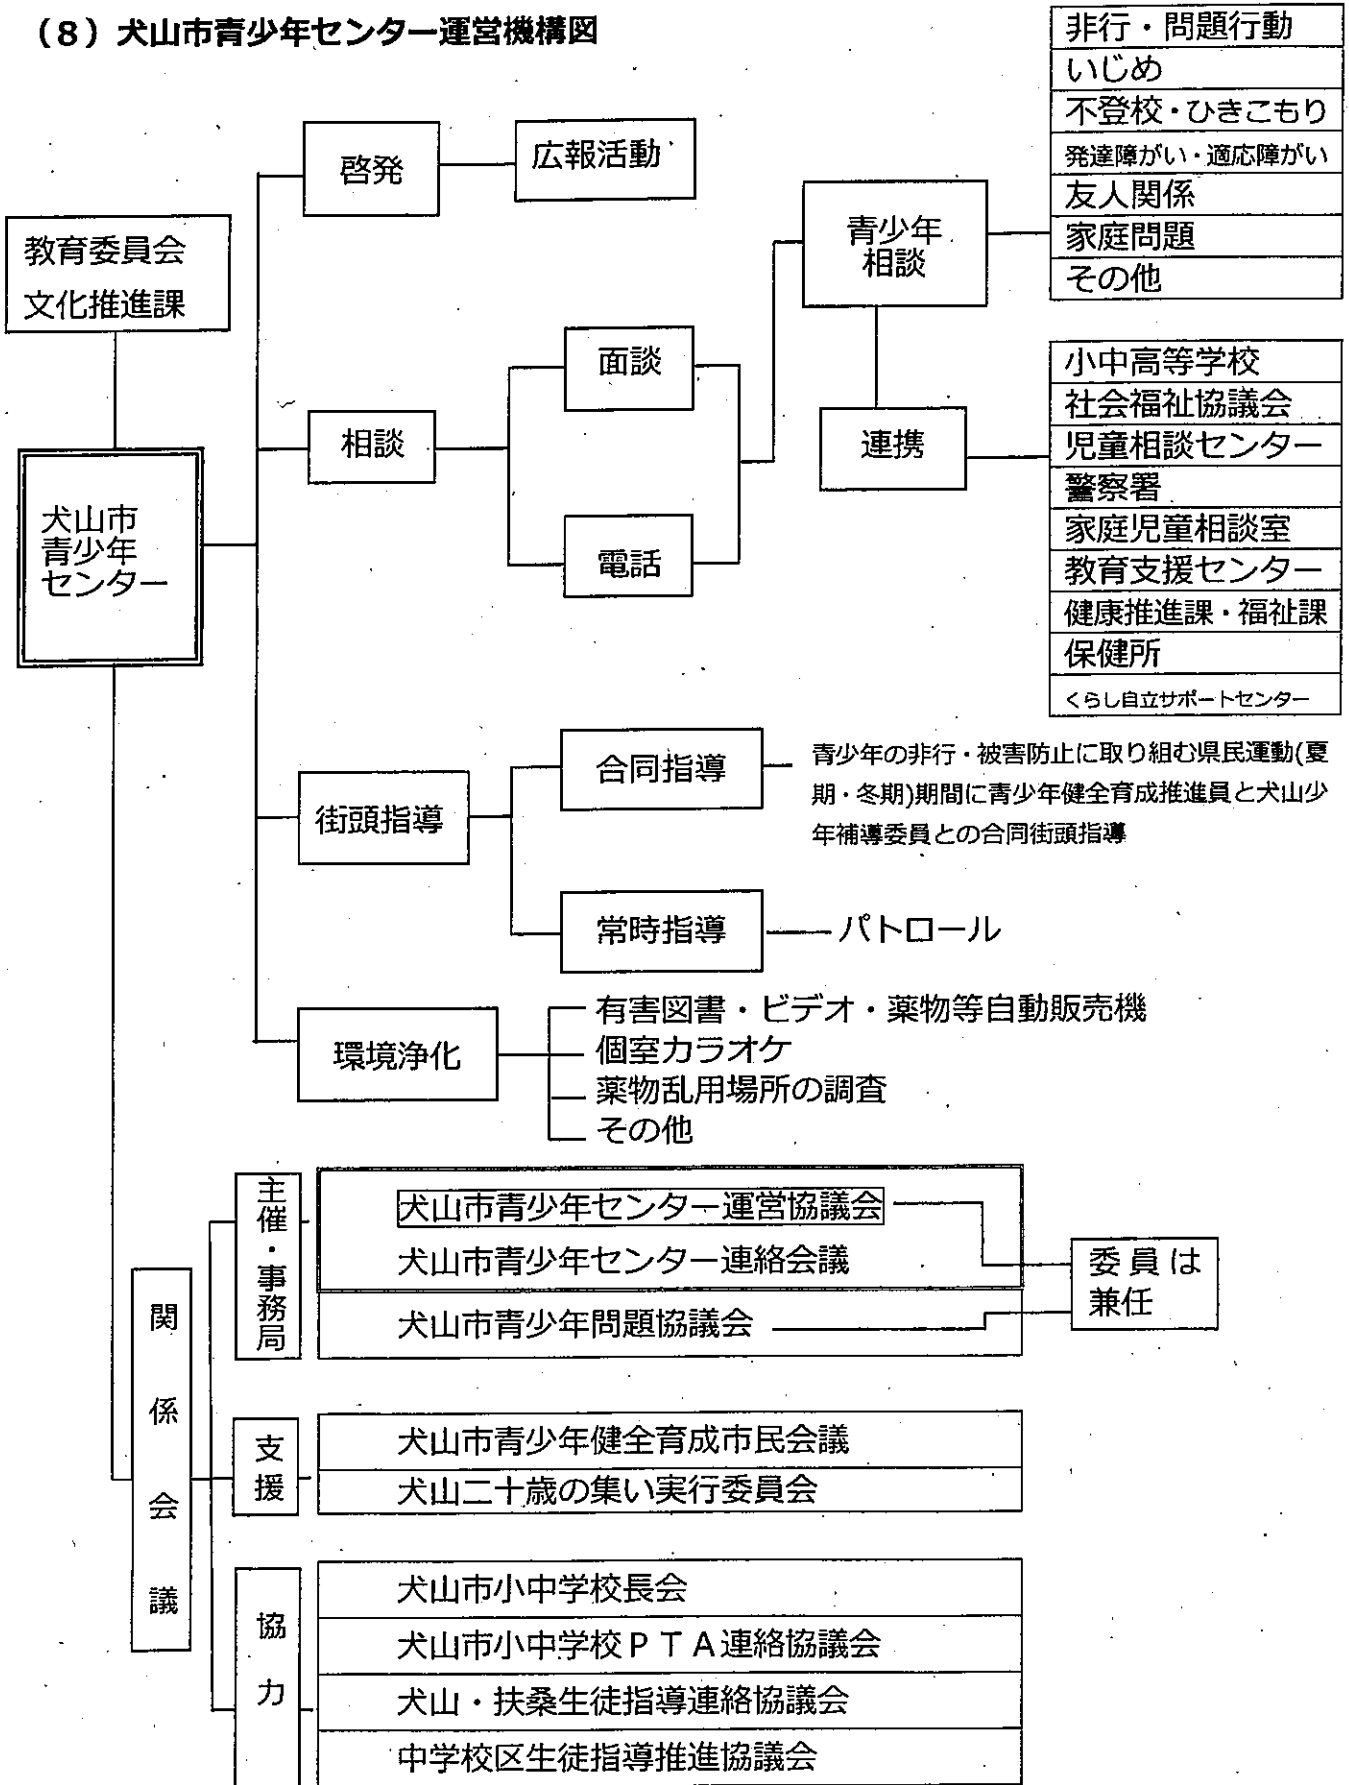 （８）犬山市青少年センター運営機構図
教育委員会
文化推進課
犬山市
青少年
センター
啓発
広報活動
相談
面談
電話
青少年
相談
連携
非行・問題行動
いじめ
不登校・ひきこもり
発達障がい・適応障がい
友人関係
家庭問題
その他
小中高等学校
社会福祉協議会
児童相談センター
警察署
家庭児童相談室
教育支援センター
健康推進課・福祉課
保健所
くらし自立サポートセンター
街頭指導
合同指導
青少年の非行・被害防止に取り組む県民運動(夏
期・冬期)期間に青少年健全育成推進員と犬山少
年補導委員との合同街頭指導
常時指導
パトロール
環境浄化
有害図書・ビデオ・薬物等自動販売機
個室カラオケ
薬物乱用場所の調査
その他
関係会議
主催・事務局
犬山市青少年センター運営協議会
犬山市青少年センター連絡会議
犬山市青少年問題協議会
委員は
兼任
支援
犬山市青少年健全育成市民会議
犬山二十歳の集い実行委員会
協力
犬山市小中学校長会
犬山市小中学校ＰＴＡ連絡協議会
犬山・扶桑生徒指導連絡協議会
中学校区生徒指導推進協議会